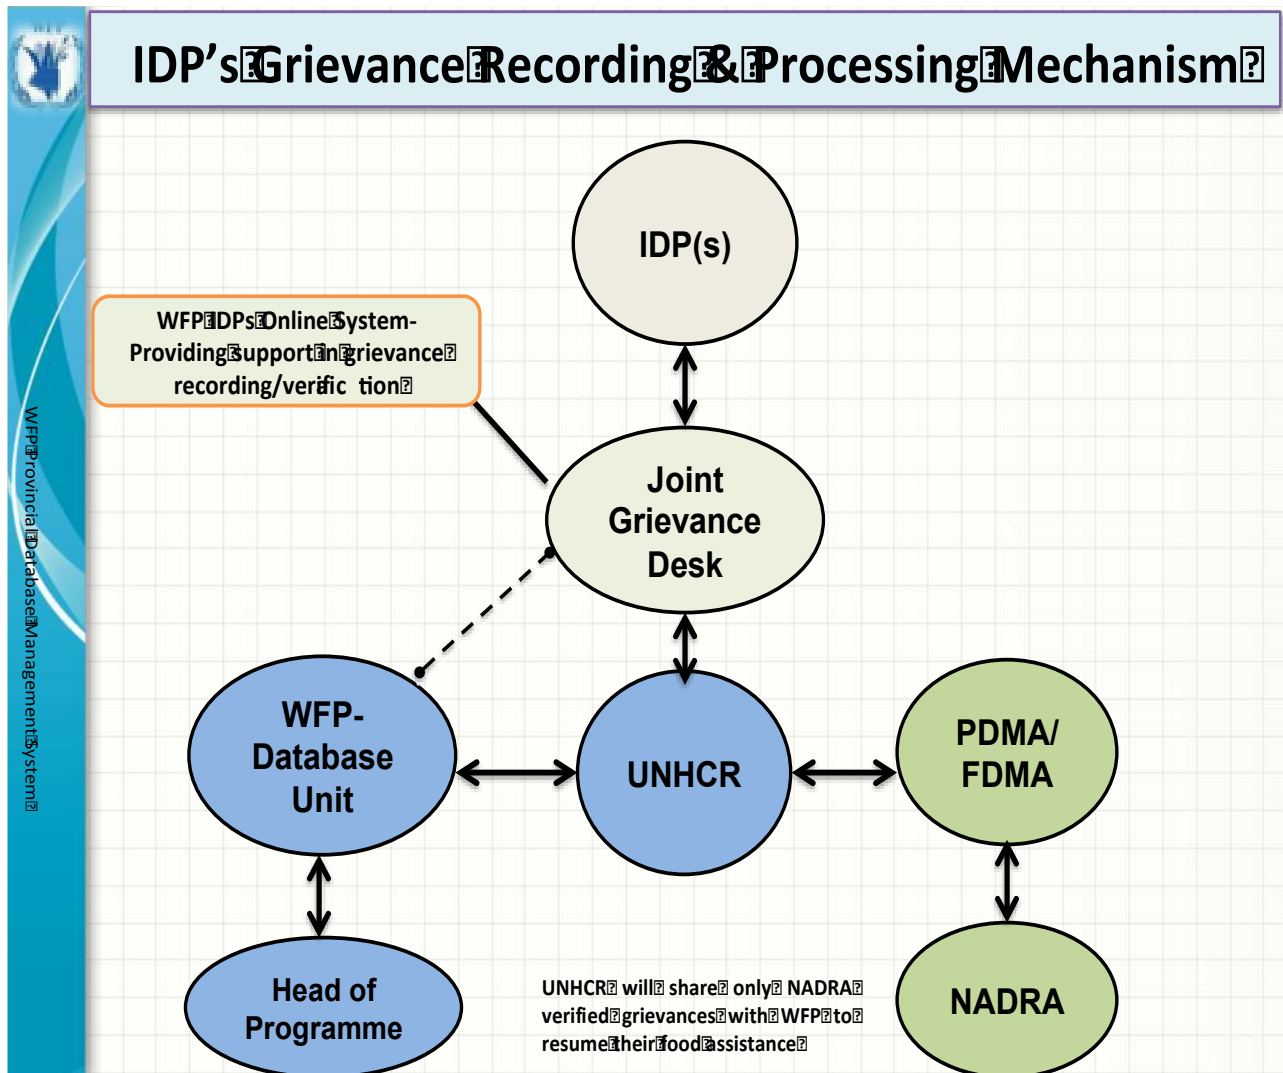 IDP's Grievance Recording & Processing Mechanism
IDP(s)
WFP IDPs Online System-
Providing support in grievance
recording/verific tion
Joint
Grievance
Desk
WFP-
Database
Unit
UNHCR
PDMA/
FDMA
Head of
Programme
UNHCR will share only NADRA
verified grievances with WFP to
resume their food assistance
NADRA
WFP Provincial Database Management System